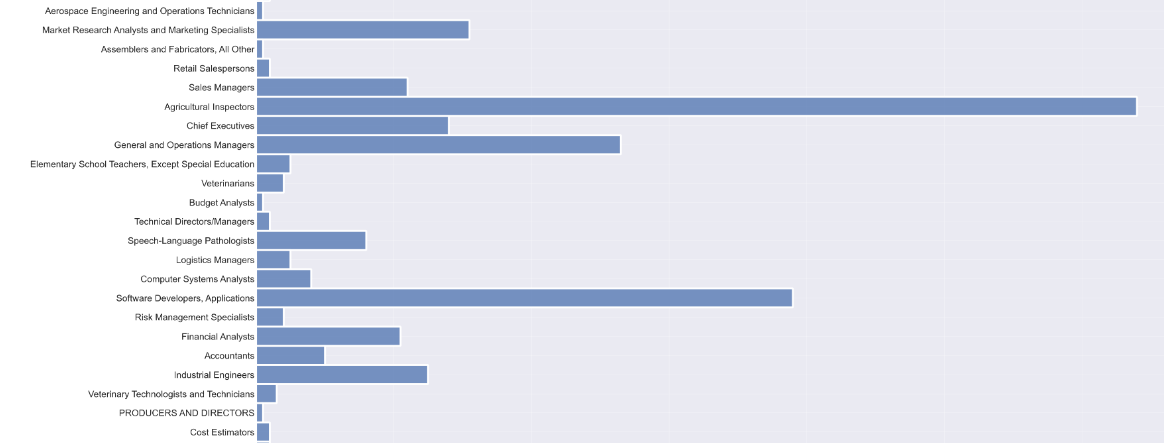 Aerospace Engineering and Operations Technicians
Market Research Analysts and Marketing Specialists
Assemblers and Fabricators, All Other
Retail Salespersons
Sales Managers
Agricultural Inspectors
Chief Executives
General and Operations Managers
Elementary School Teachers, Except Special Education
Veterinarians
Budget Analysts
Technical Directors/Managers
Speech-Language Pathologists
Logistics Managers
Computer Systems Analysts
Software Developers, Applications
Risk Management Specialists
Financial Analysts
Accountants
Industrial Engineers
Veterinary Technologists and Technicians
PRODUCERS AND DIRECTORS
Cost Estimators